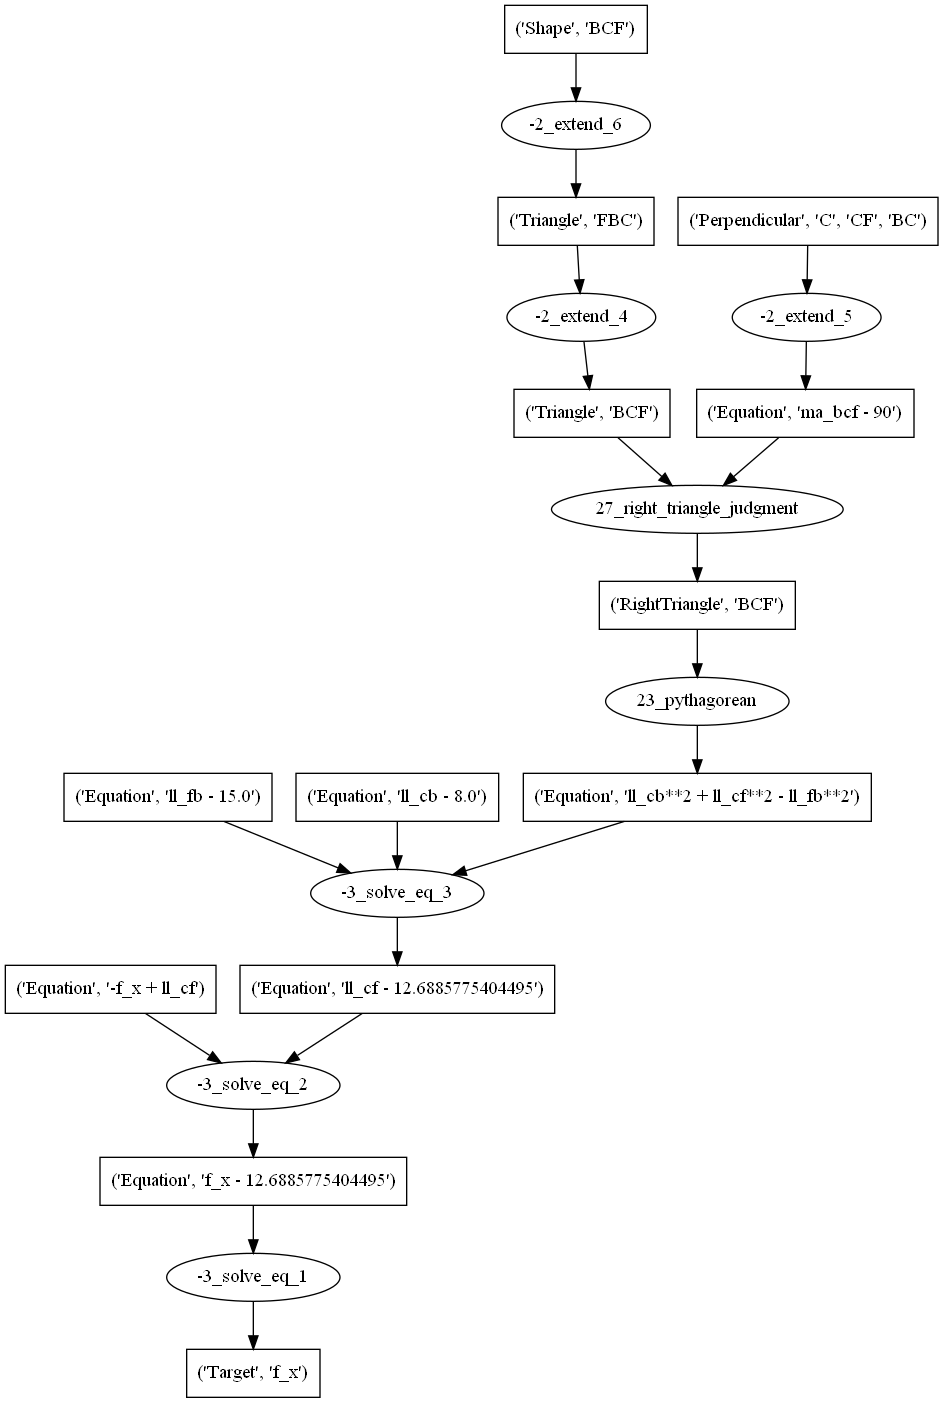 ('Shape', 'BCF')
-2_extend_6
('Triangle', 'FBC')
('Perpendicular', 'C', 'CF', 'BC')
-2_extend_4
-2_extend_5
('Triangle', 'BCF')
('Equation', 'ma_bcf - 90')
27_right_triangle_judgment
('RightTriangle', 'BCF')
23_pythagorean
('Equation', 'll_fb - 15.0')
('Equation', 'll_cb - 8.0')
('Equation', 'll_cb**2 + ll_cf**2 - ll_fb**2')
-3_solve_eq_3
('Equation', '-f_x + ll_cf')
('Equation', 'll_cf - 12.6885775404495')
-3_solve_eq_2
('Equation', 'f_x - 12.6885775404495')
-3_solve_eq_1
('Target', 'f_x')